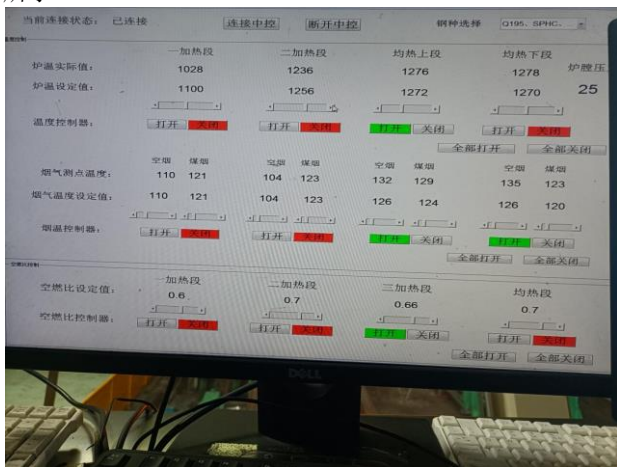 当前连接状态: 已连接 连接中控 断开中控 钢种选择 Q195、SPHC、
温度控制
一加热段 二加热段 均热上段 均热下段 炉膛压
炉温实际值: 1028 1236 1276 1278
炉温设定值: 1100 1256 1272 1270 25
温度控制器: 打开 关闭 打开 关闭 打开 关闭 打开 关闭
全部打开 全部关闭
空烟 煤烟 空烟 煤烟 空烟 煤烟 空烟 煤烟
烟气测点温度: 110 121 104 123 132 129 135 123
烟气温度设定值: 110 121 104 123 126 124 126 120
烟温控制器: 打开 关闭 打开 关闭 打开 关闭 打开 关闭
全部打开 全部关闭
空燃比控制
一加热段 二加热段 三加热段 均热段
空燃比设定值: 0.6 0.7 0.66 0.7
空燃比控制器: 打开 关闭 打开 关闭 打开 关闭 打开 关闭
全部打开 全部关闭
DELL